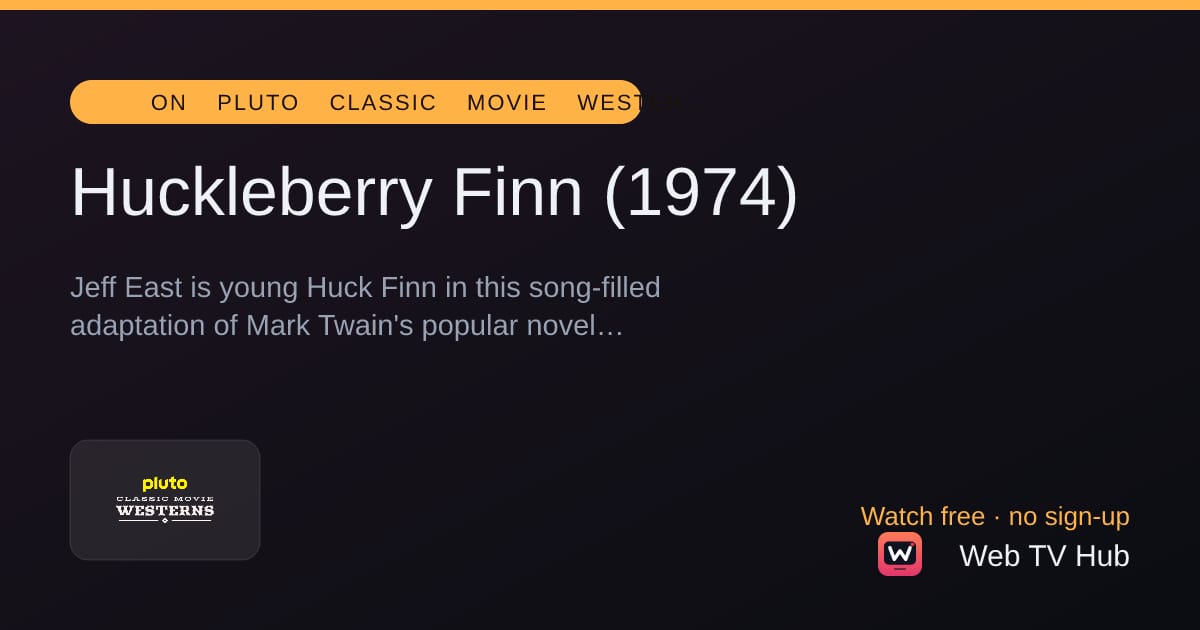 ON PLUTO CLASSIC MOVIE WESTERNS
Huckleberry Finn (1974)
Jeff East is young Huck Finn in this song-filled
adaptation of Mark Twain's popular novel…
pluto
CLASSIC MOVIE
WESTERNS
Watch free · no sign-up
W
Web TV Hub